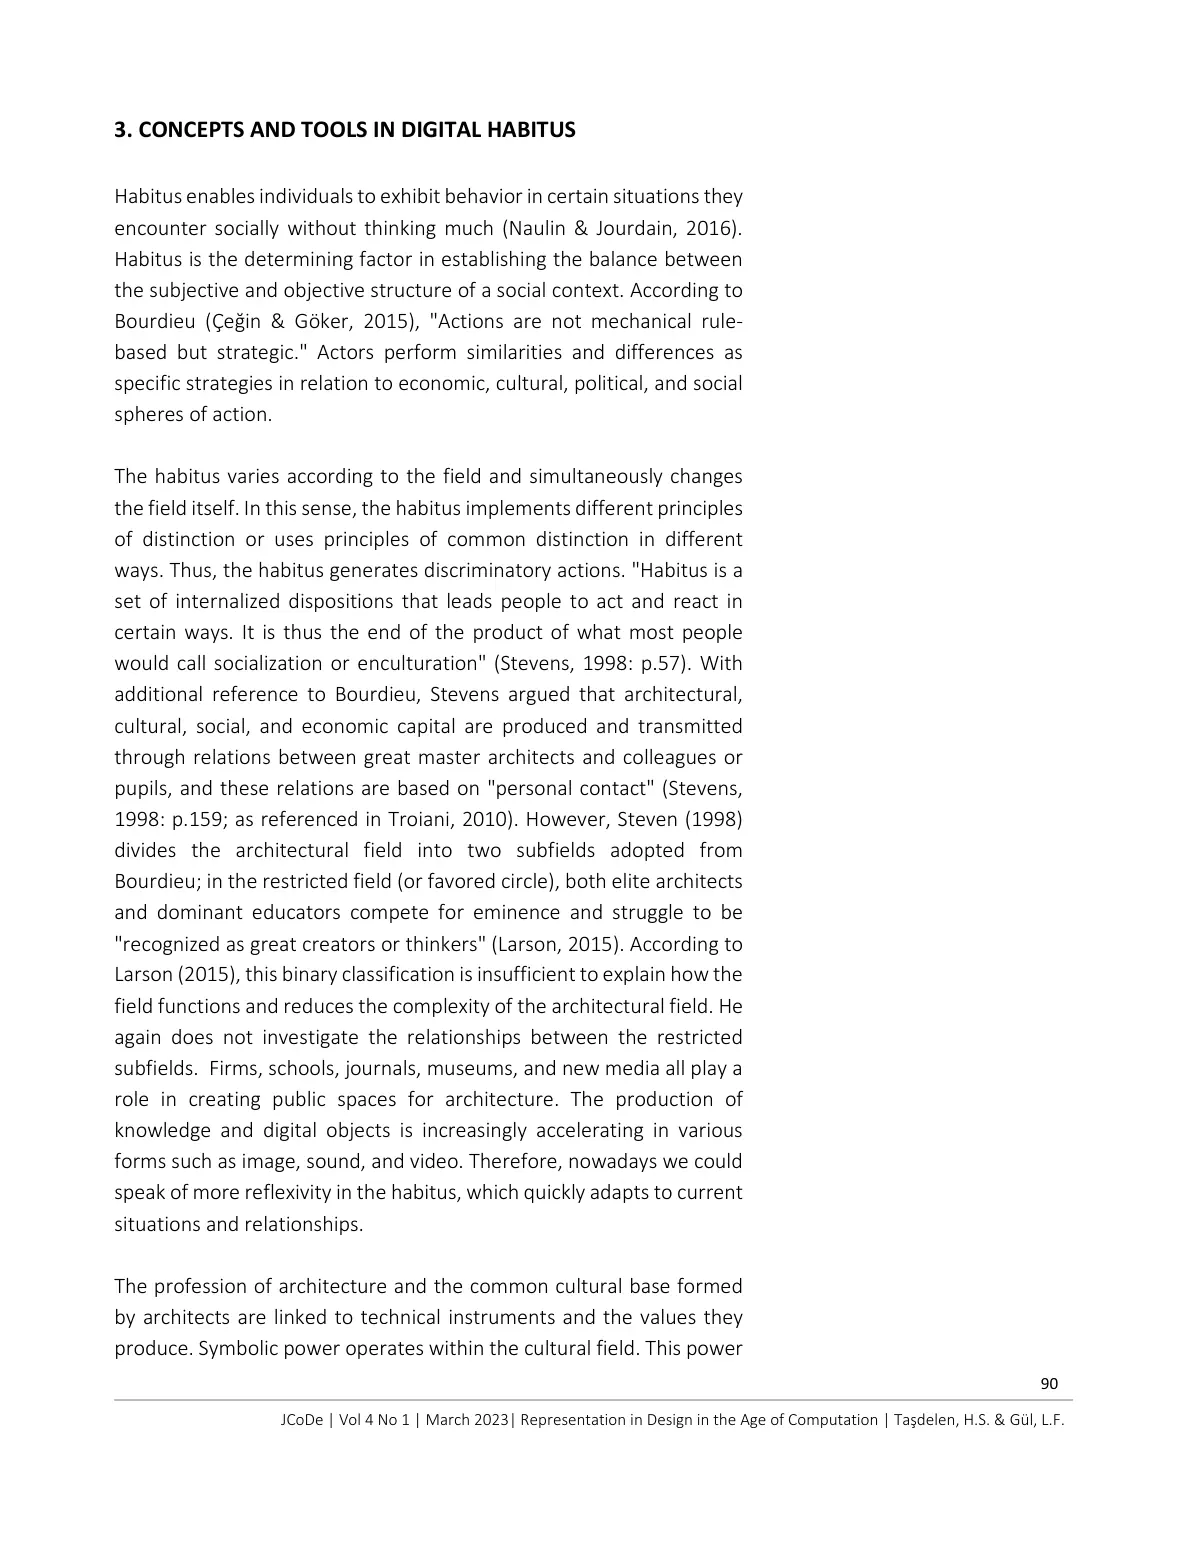 3. CONCEPTS AND TOOLS IN DIGITAL HABITUS
Habitus enables individuals to exhibit behavior in certain situations they
encounter socially without thinking much (Naulin & Jourdain, 2016).
Habitus is the determining factor in establishing the balance between
the subjective and objective structure of a social context. According to
Bourdieu (Çeğin & Göker, 2015), "Actions are not mechanical rule-
based but strategic." Actors perform similarities and differences as
specific strategies in relation to economic, cultural, political, and social
spheres of action.
The habitus varies according to the field and simultaneously changes
the field itself. In this sense, the habitus implements different principles
of distinction or uses principles of common distinction in different
ways. Thus, the habitus generates discriminatory actions. "Habitus is a
set of internalized dispositions that leads people to act and react in
certain ways. It is thus the end of the product of what most people
would call socialization or enculturation" (Stevens, 1998: p.57). With
additional reference to Bourdieu, Stevens argued that architectural,
cultural, social, and economic capital are produced and transmitted
through relations between great master architects and colleagues or
pupils, and these relations are based on "personal contact" (Stevens,
1998: p.159; as referenced in Troiani, 2010). However, Steven (1998)
divides the architectural field into two subfields adopted from
Bourdieu; in the restricted field (or favored circle), both elite architects
and dominant educators compete for eminence and struggle to be
"recognized as great creators or thinkers" (Larson, 2015). According to
Larson (2015), this binary classification is insufficient to explain how the
field functions and reduces the complexity of the architectural field. He
again does not investigate the relationships between the restricted
subfields.  Firms, schools, journals, museums, and new media all play a
role in creating public spaces for architecture. The production of
knowledge and digital objects is increasingly accelerating in various
forms such as image, sound, and video. Therefore, nowadays we could
speak of more reflexivity in the habitus, which quickly adapts to current
situations and relationships.
The profession of architecture and the common cultural base formed
by architects are linked to technical instruments and the values they
produce. Symbolic power operates within the cultural field. This power
90
JCoDe | Vol 4 No 1 | March 2023| Representation in Design in the Age of Computation | Taşdelen, H.S. & Gül, L.F.